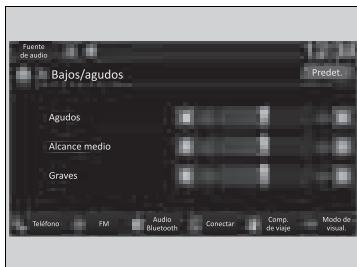 Fuente
de audio
Bajos/agudos
Predet.
Agudos
Alcance medio
Graves
Teléfono
FM
Audio
Bluetooth
Conectar
Comp.
de viaje
Modo de
visual.